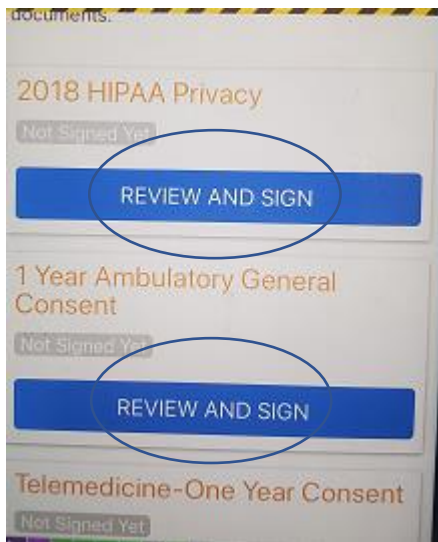 documents.
2018 HIPAA Privacy
Not Signed Yet
REVIEW AND SIGN
1 Year Ambulatory General
Consent
Not Signed Yet
REVIEW AND SIGN
Telemedicine-One Year Consent
Not Signed Yet